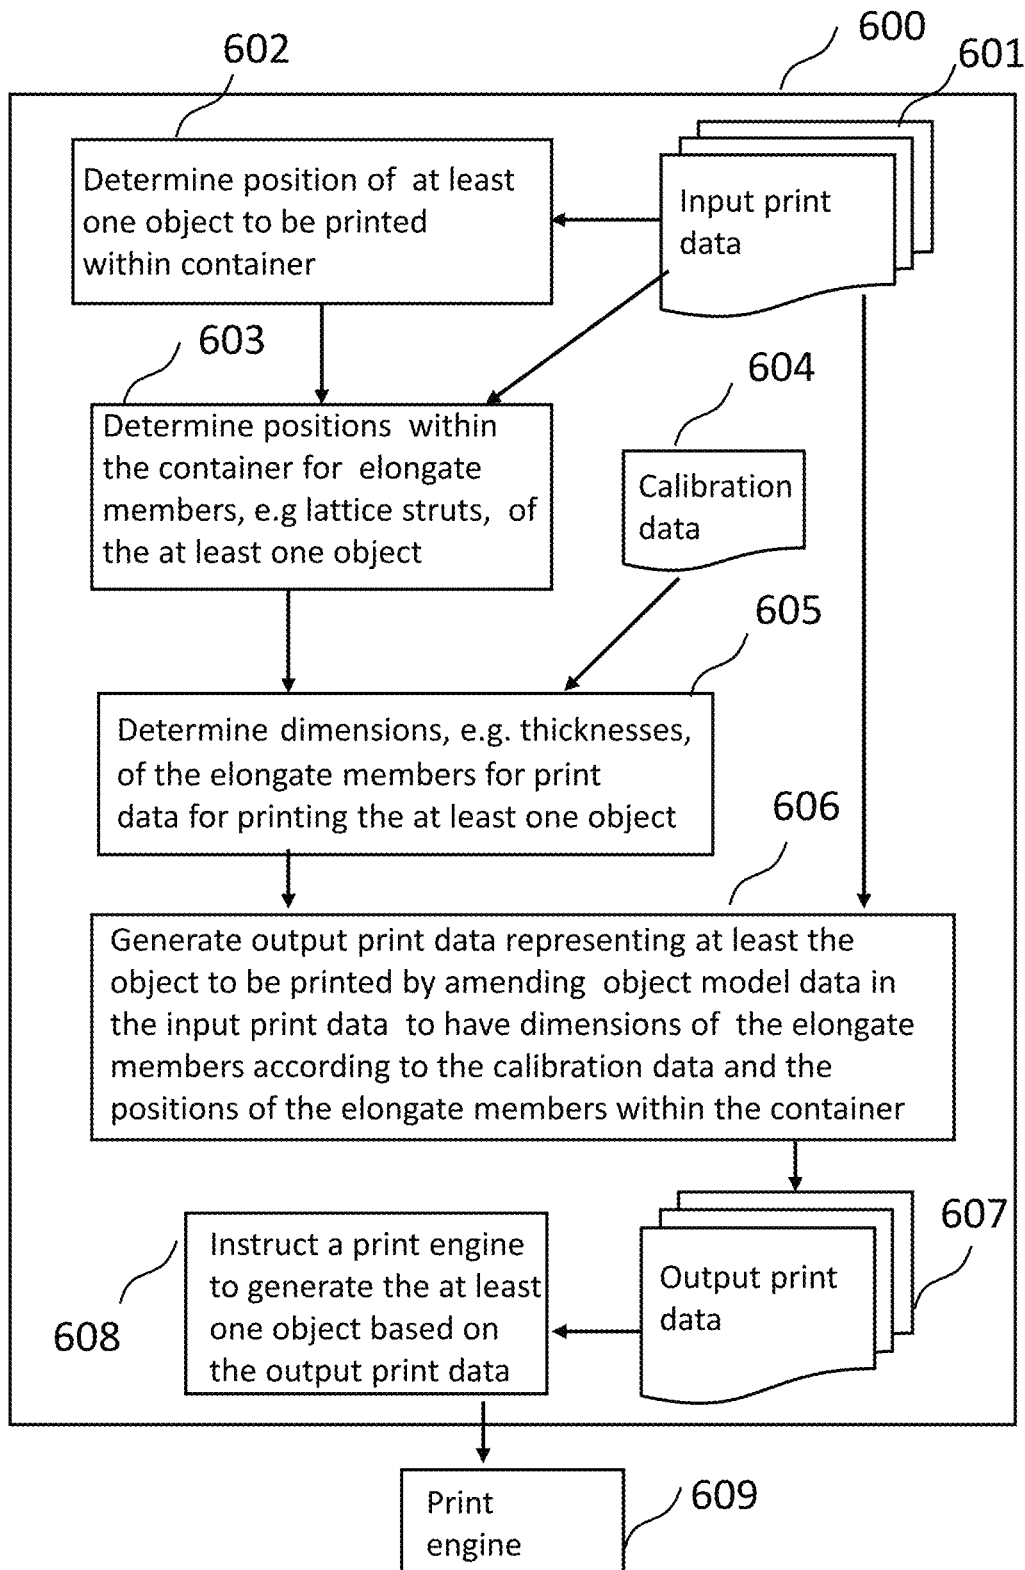 600
602
601
Determine position of at least
one object to be printed
within container
Input print
data
603
604
Determine positions within
the container for elongate
members, e.g lattice struts, of
the at least one object
Calibration
data
605
Determine dimensions, e.g. thicknesses,
of the elongate members for print
data for printing the at least one object
606
Generate output print data representing at least the
object to be printed by amending object model data in
the input print data to have dimensions of the elongate
members according to the calibration data and the
positions of the elongate members within the container
607
Instruct a print engine
to generate the at least
one object based on
the output print data
Output print
data
608
Print
engine
609